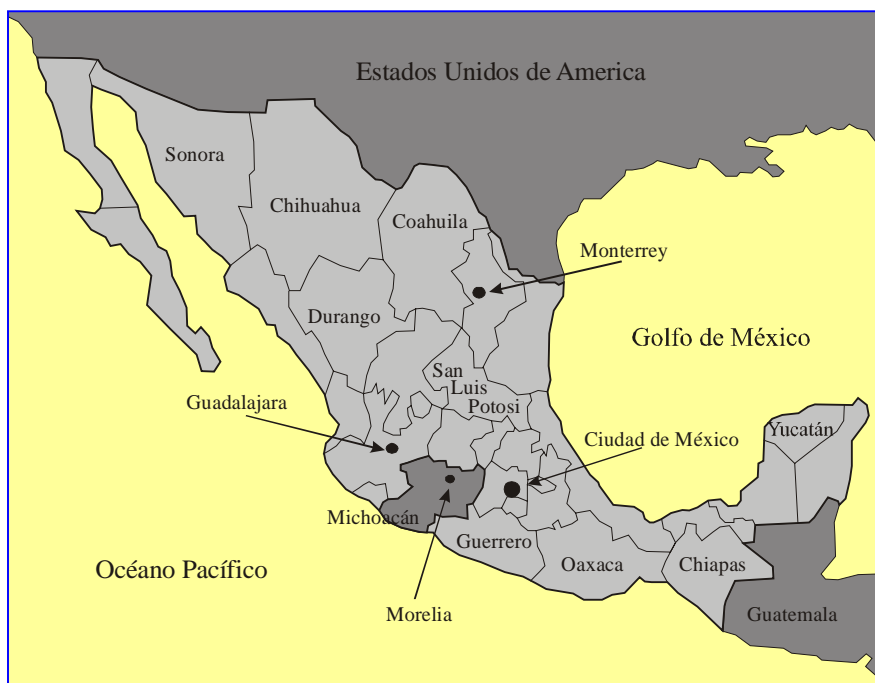 Estados Unidos de America
Sonora
Chihuahua
Coahuila
Monterrey
Durango
Golfo de México
San
Luis
Potosi
Guadalajara
Ciudad de México
Yucatán
Michoacán
Guerrero
Oaxaca
Chiapas
Océano Pacífico
Morelia
Guatemala